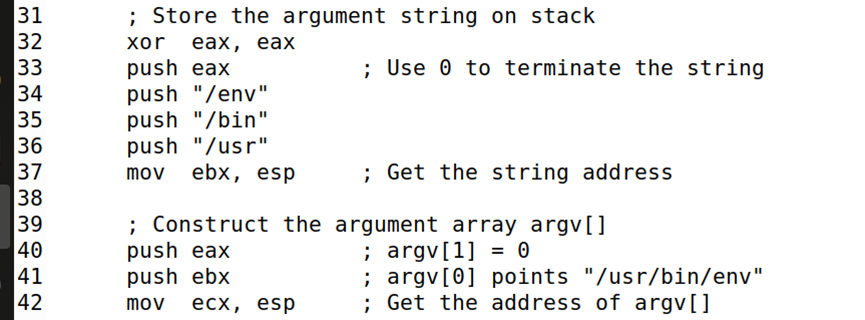 31 ; Store the argument string on stack
32 xor eax, eax
33 push eax ; Use 0 to terminate the string
34 push "/env"
35 push "/bin"
36 push "/usr"
37 mov ebx, esp ; Get the string address
38
39 ; Construct the argument array argv[]
40 push eax ; argv[1] = 0
41 push ebx ; argv[0] points "/usr/bin/env"
42 mov ecx, esp ; Get the address of argv[]